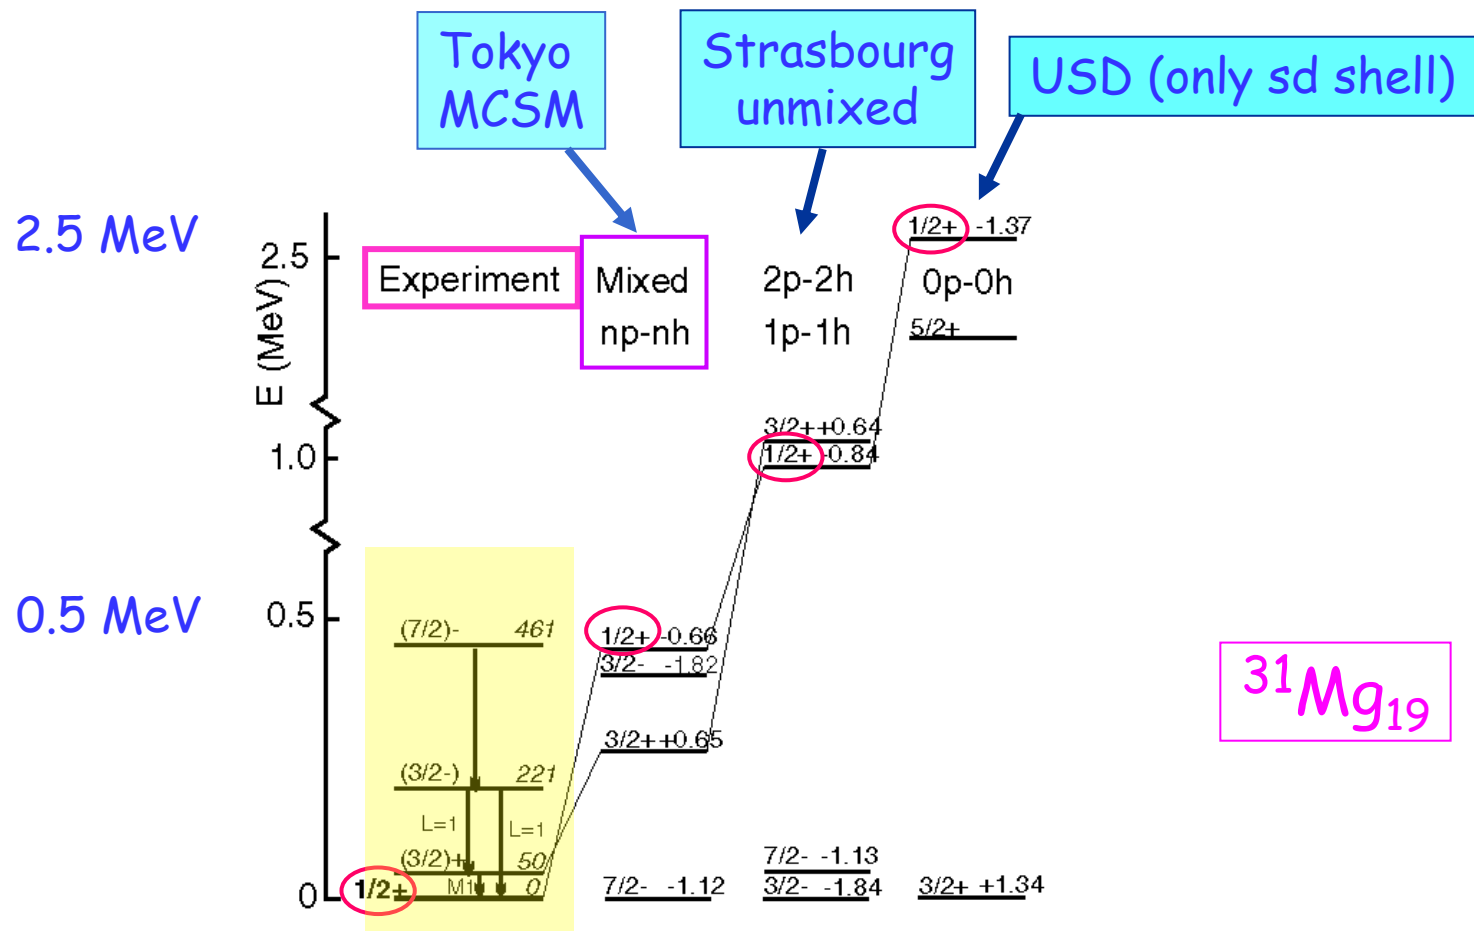 Tokyo
MCSM
Strasbourg
unmixed
USD (only sd shell)
2.5 MeV
E (MeV)
2.5
Experiment
Mixed
np-nh
2p-2h
1p-1h
1/2+ -1.37
0p-0h
5/2+
1.0
3/2++0.64
1/2+ -0.84
0.5 MeV
0.5
(7/2)- 461
1/2+ -0.66
3/2- -1.82
3/2++0.65
(3/2-) 221
L=1
L=1
(3/2)+ 50
M1
0
1/2+ 0
7/2- -1.12
7/2- -1.13
3/2- -1.84
3/2+ +1.34
31Mg19